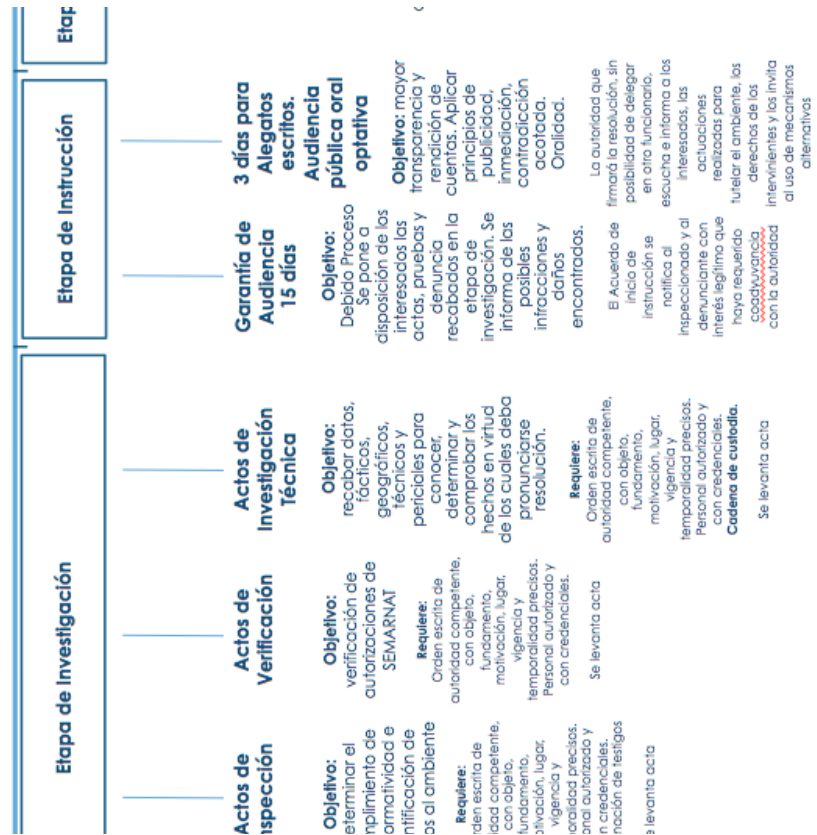 Etapa de Investigación
Etapa de Instrucción
Etap
Actos de
nspección
Objetivo:
eterminar el
mplimiento de
ormatividad e
ntificación de
os al ambiente
Requiere:
rden escrita de
idad competente,
con objeto,
fundamento,
otivación, lugar,
vigencia y
poralidad precisos.
onal autorizado y
n credenciales.
nación de testigos
e levanta acta
Actos de
Verificación
Objetivo:
verificación de
autorizaciones de
SEMARNAT
Requiere:
Orden escrita de
autoridad competente,
con objeto,
fundamento,
motivación, lugar,
vigencia y
temporalidad precisos.
Personal autorizado y
con credenciales.
Se levanta acta
Actos de
Investigación
Técnica
Objetivo:
recabar datos,
fácticos,
geográficos,
técnicos y
periciales para
conocer,
determinar y
comprobar los
hechos en virtud
de los cuales deba
pronunciarse
resolución.
Requiere:
Orden escrita de
autoridad competente,
con objeto,
fundamento,
motivación, lugar,
vigencia y
temporalidad precisos.
Personal autorizado y
con credenciales.
Cadena de custodia.
Se levanta acta
Garantía de
Audiencia
15 días
Objetivo:
Debido Proceso
Se pone a
disposición de los
interesados las
actas, pruebas y
denuncia
recabados en la
etapa de
investigación. Se
informa de las
posibles
infracciones y
daños
encontrados.
El Acuerdo de
inicio de
instrucción se
notifica al
inspeccionado y al
denunciante con
interés legítimo que
haya requerido
coadyuvancia
con la autoridad
3 días para
Alegatos
escritos.
Audiencia
pública oral
optativa
Objetivo: mayor
transparencia y
rendición de
cuentas. Aplicar
principios de
publicidad,
inmediación,
contradicción
acotada.
Oralidad.
La autoridad que
firmará la resolución, sin
posibilidad de delegar
en otro funcionario,
escucha e informa a los
interesados, las
actuaciones
realizadas para
tutelar el ambiente, los
derechos de los
intervinientes y los invita
al uso de mecanismos
alternativos